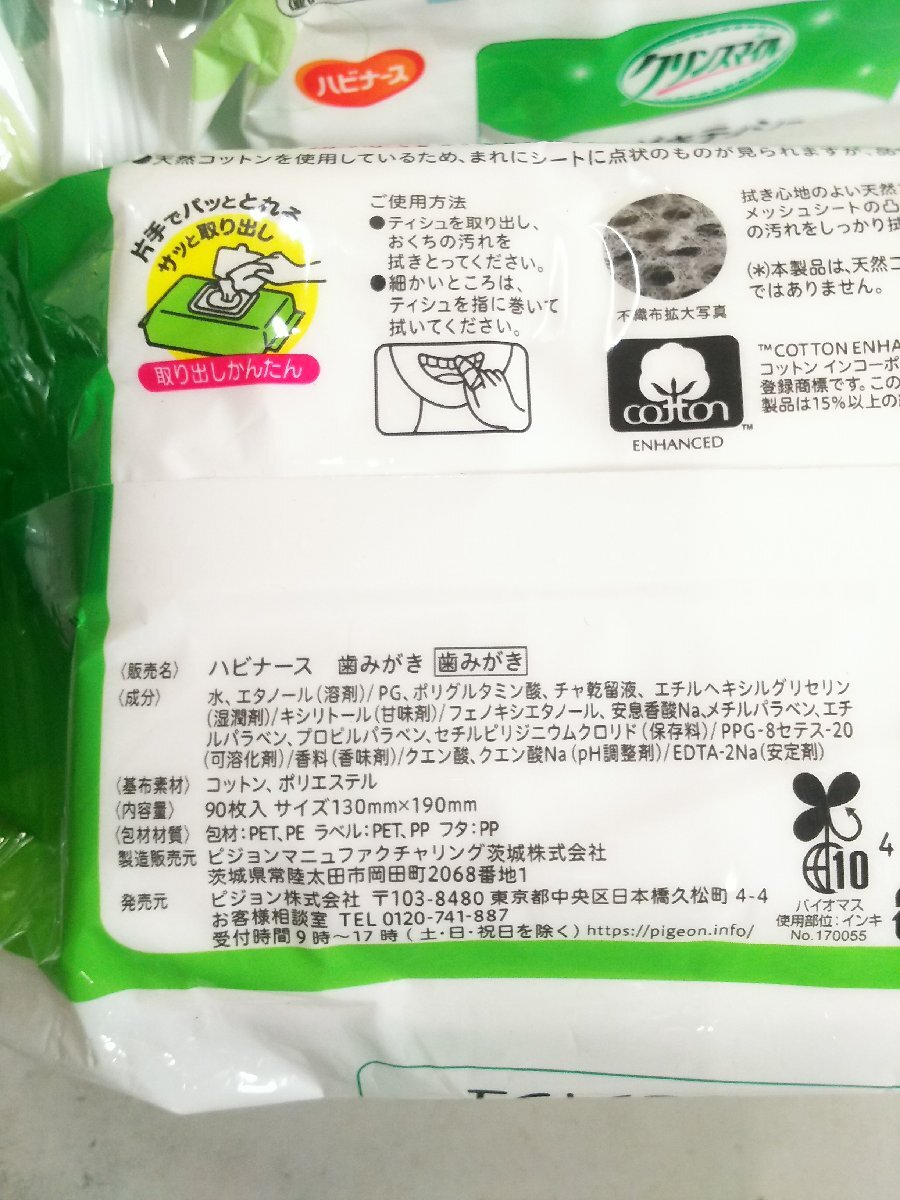 ハビナース
クリンスマイル
●天然コットンを使用しているため、まれにシートに点状のものが見られますが、
片手でパッととれる
サッと取り出し
取り出しかんたん
ご使用方法
●ティシュを取り出し、
おくちの汚れを
拭きとってください。
●細かいところは、
ティシュを指に巻いて
拭いてください。
不織布拡大写真
拭き心地のよい天然
メッシュシートの凸
の汚れをしっかり拭
(*)本製品は、天然コ
ではありません。
cotton™
ENHANCED
™COTTON ENHA
コットン インコーポ
登録商標です。この
製品は15%以上の
〈販売名〉 ハビナース 歯みがき 歯みがき
〈成分〉 水、エタノール(溶剤)/PG、ポリグルタミン酸、チャ乾留液、エチルヘキシルグリセリン
(湿潤剤)/キシリトール(甘味剤)/フェノキシエタノール、安息香酸Na、メチルパラベン、エチ
ルパラベン、プロピルパラベン、セチルピリジニウムクロリド(保存料)/PPG-8セテス-20
(可溶化剤)/香料(香味剤)/クエン酸、クエン酸Na(pH調整剤)/EDTA-2Na(安定剤)
〈基布素材〉 コットン、ポリエステル
〈内容量〉 90枚入 サイズ130mm×190mm
〈包材材質〉 包材:PET、PE ラベル:PET、PP フタ:PP
製造販売元 ピジョンマニュファクチャリング茨城株式会社
茨城県常陸太田市岡田町2068番地1
発売元 ピジョン株式会社 〒103-8480 東京都中央区日本橋久松町 4-4
お客様相談室 TEL 0120-741-887
受付時間9時~17時(土・日・祝日を除く) https://pigeon.info/
10
バイオマス
使用部位:インキ
No.170055
4